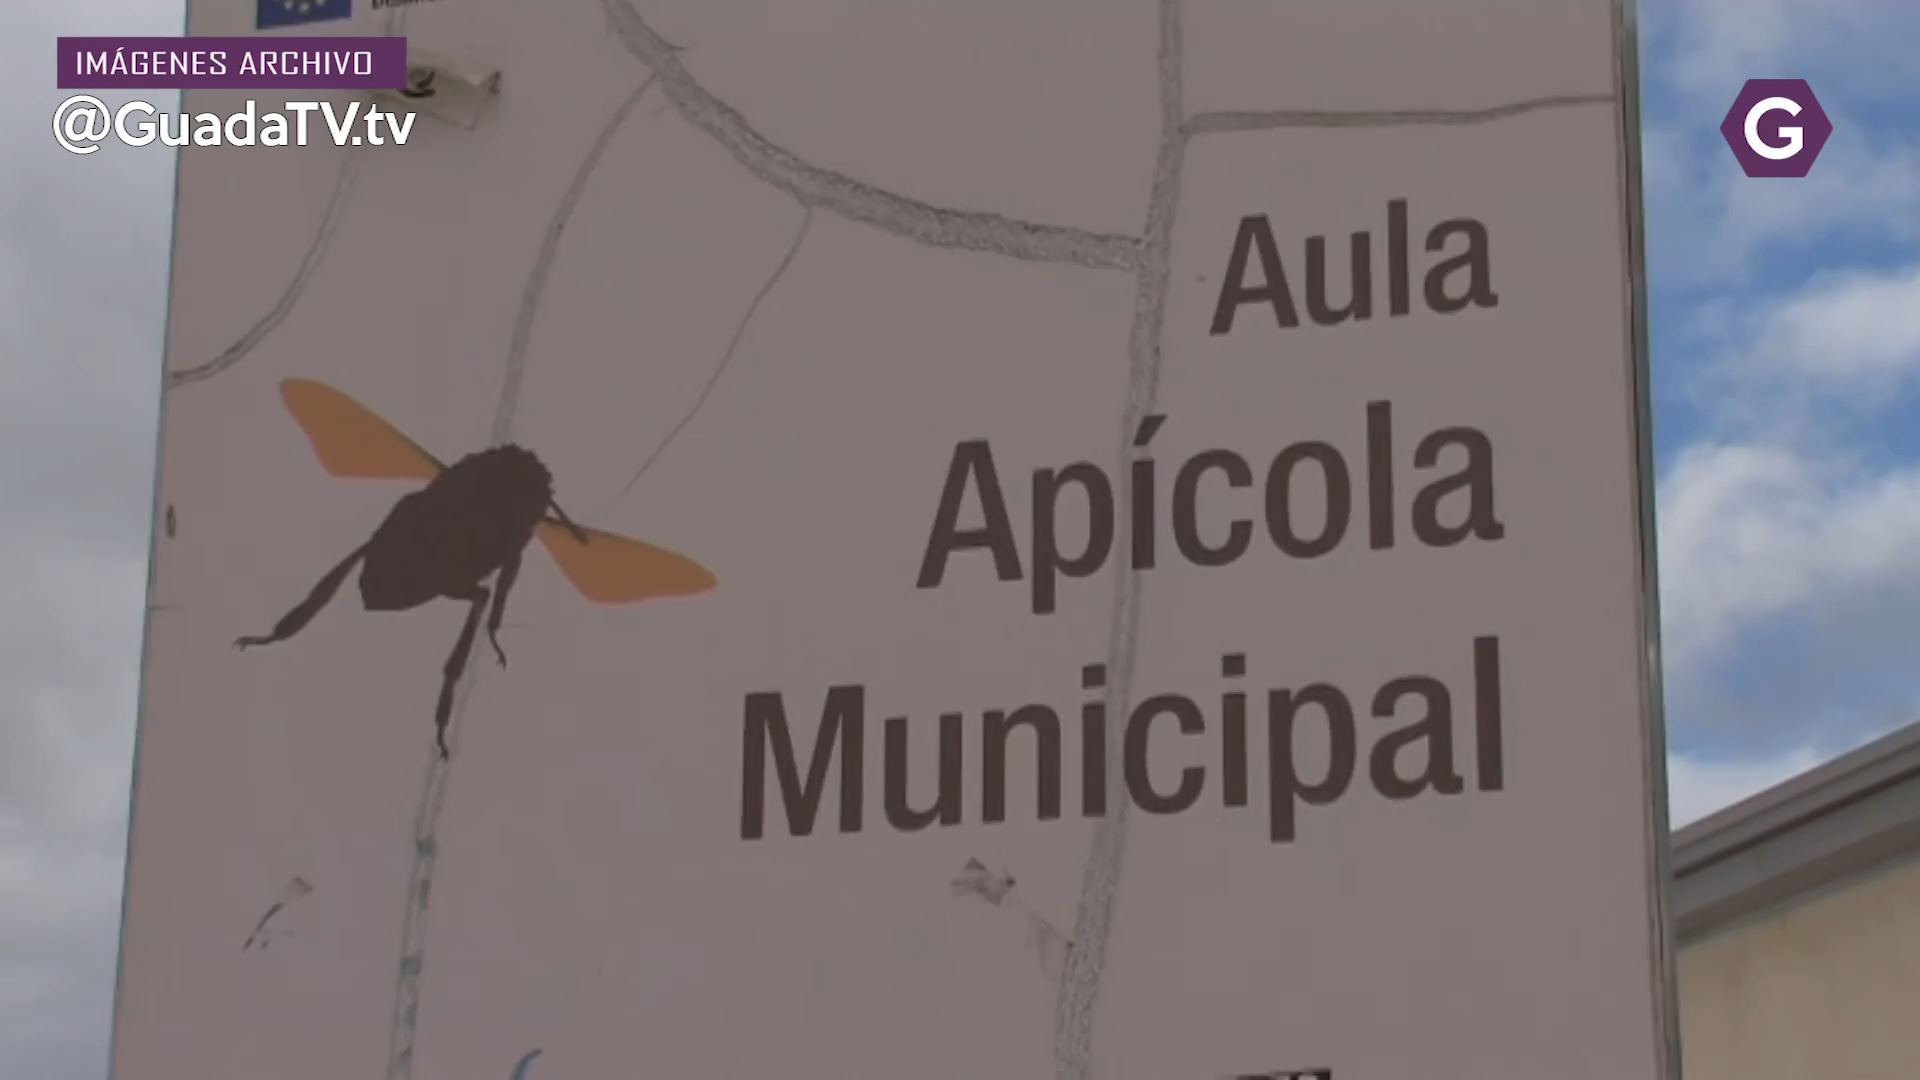 IMÁGENES ARCHIVO
@GuadaTV.tv
G
Aula
Apícola
Municipal